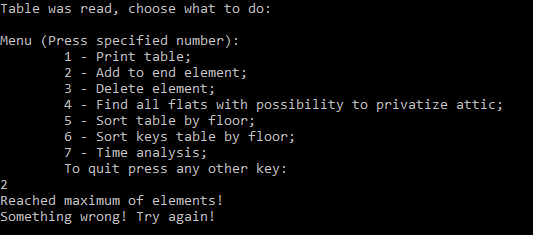 Table was read, choose what to do:
Menu (Press specified number):
1 - Print table;
2 - Add to end element;
3 - Delete element;
4 - Find all flats with possibility to privatize attic;
5 - Sort table by floor;
6 - Sort keys table by floor;
7 - Time analysis;
To quit press any other key:
2
Reached maximum of elements!
Something wrong! Try again!